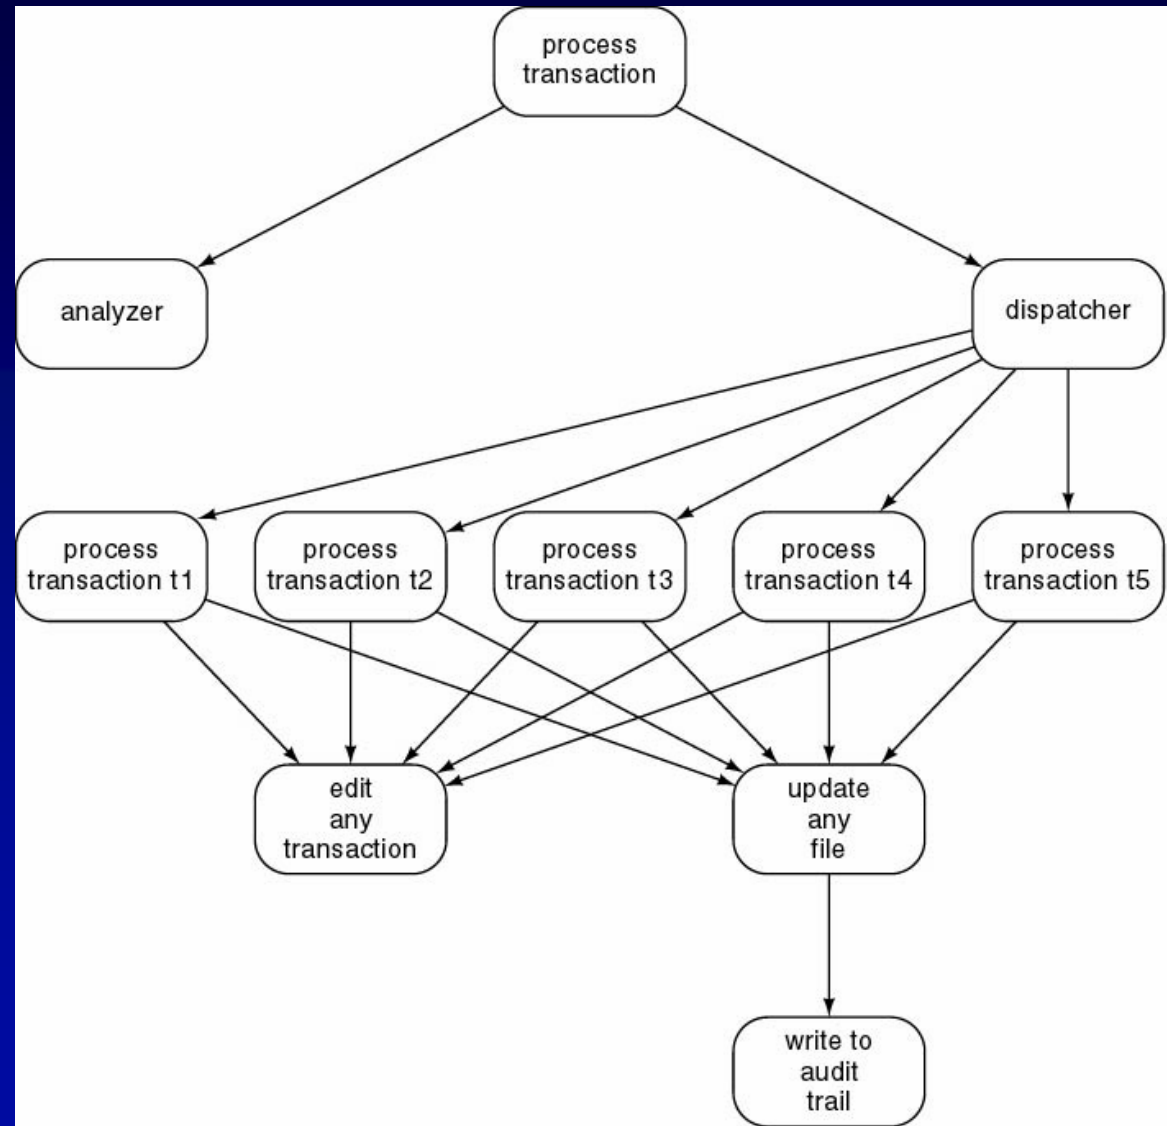 process
transaction
analyzer
dispatcher
process
transaction t1
process
transaction t2
process
transaction t3
process
transaction t4
process
transaction t5
edit
any
transaction
update
any
file
write to
audit
trail